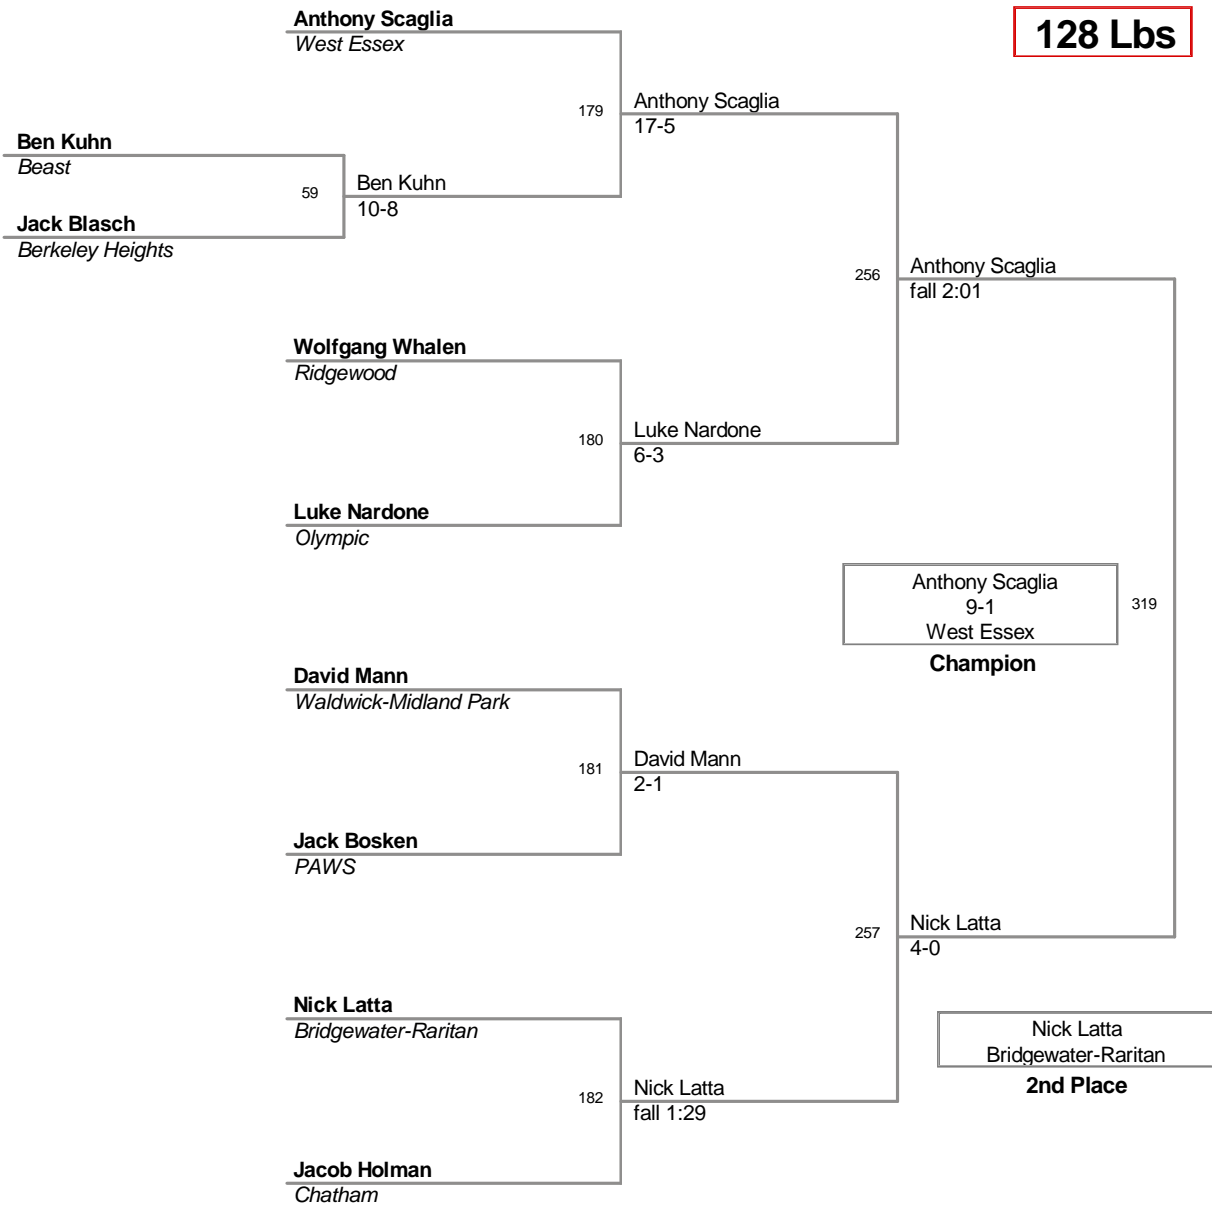 Anthony Scaglia
West Essex
128 Lbs
179
Anthony Scaglia
17-5
Ben Kuhn
Beast
59
Ben Kuhn
10-8
Jack Blasch
Berkeley Heights
256
Anthony Scaglia
fall 2:01
Wolfgang Whalen
Ridgewood
180
Luke Nardone
6-3
Luke Nardone
Olympic
Anthony Scaglia
9-1
West Essex
319
Champion
David Mann
Waldwick-Midland Park
181
David Mann
2-1
Jack Bosken
PAWS
257
Nick Latta
4-0
Nick Latta
Bridgewater-Raritan
Nick Latta
Bridgewater-Raritan
2nd Place
182
Nick Latta
fall 1:29
Jacob Holman
Chatham